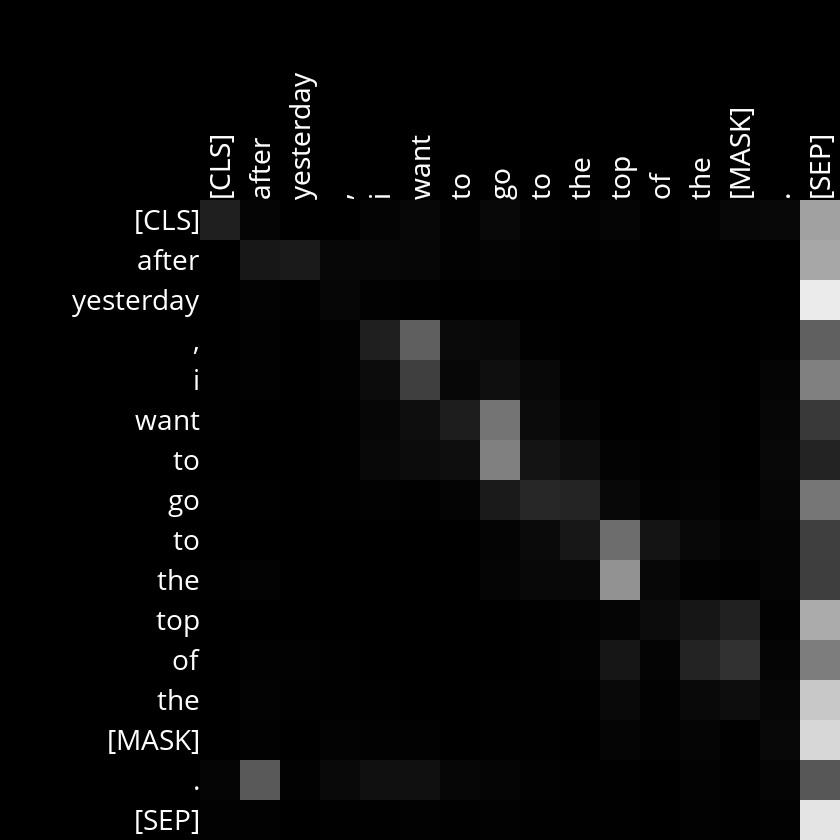 [CLS] after yesterday , i want to go to the top of the [MASK] . [SEP]
[CLS]
after
yesterday
,
i
want
to
go
to
the
top
of
the
[MASK]
.
[SEP]